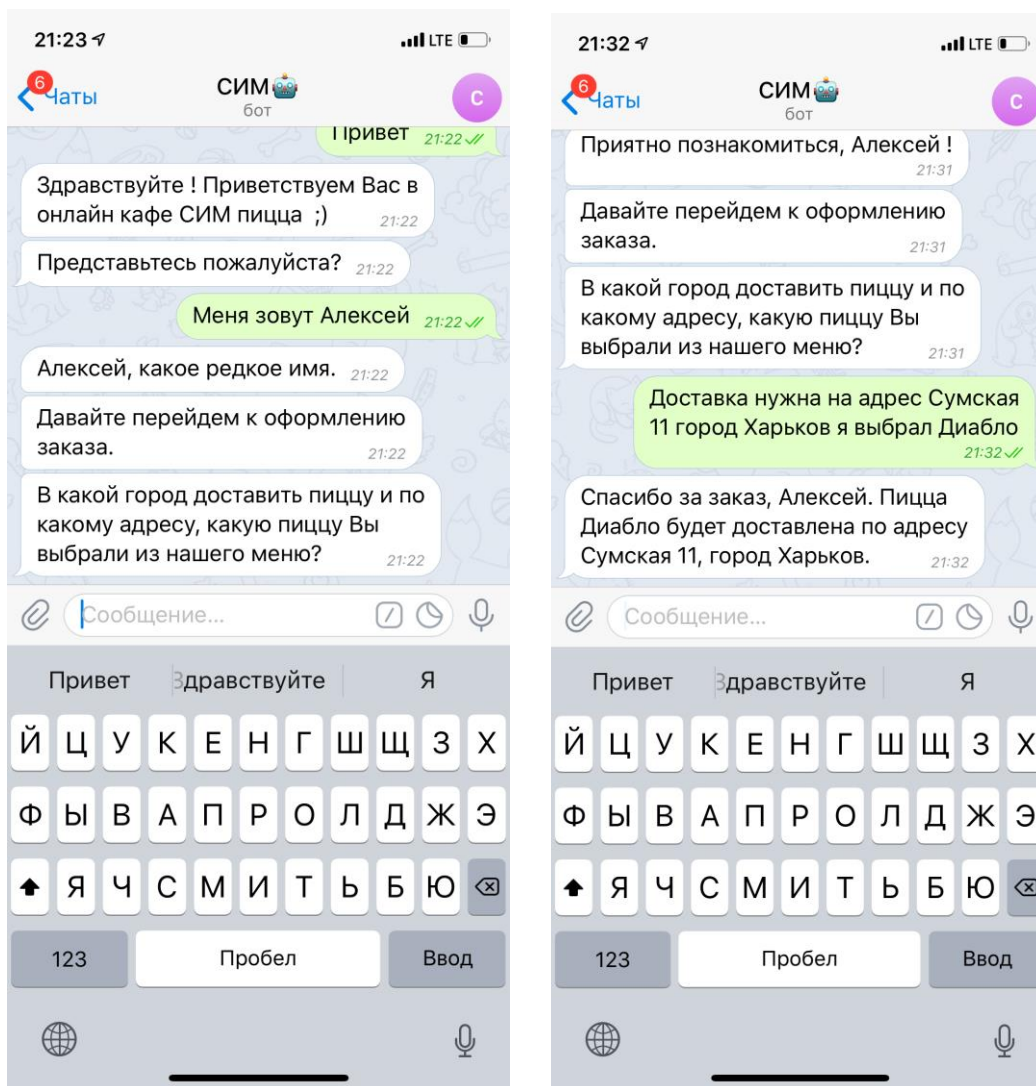 21:23
LTE
6
Чаты
СИМ
бот
С
Привет 21:22
Здравствуйте ! Приветствуем Вас в
онлайн кафе СИМ пицца ;) 21:22
Представьтесь пожалуйста? 21:22
Меня зовут Алексей 21:22
Алексей, какое редкое имя. 21:22
Давайте перейдем к оформлению
заказа. 21:22
В какой город доставить пиццу и по
какому адресу, какую пиццу Вы
выбрали из нашего меню? 21:22
Сообщение...
Привет Здравствуйте Я
Й Ц У К Е Н Г Ш Щ З Х
Ф Ы В А П Р О Л Д Ж Э
Я Ч С М И Т Ь Б Ю
123 Пробел Ввод
21:32
LTE
6
Чаты
СИМ
бот
С
Приятно познакомиться, Алексей !
21:31
Давайте перейдем к оформлению
заказа. 21:31
В какой город доставить пиццу и по
какому адресу, какую пиццу Вы
выбрали из нашего меню? 21:31
Доставка нужна на адрес Сумская
11 город Харьков я выбрал Диабло
21:32
Спасибо за заказ, Алексей. Пицца
Диабло будет доставлена по адресу
Сумская 11, город Харьков. 21:32
Сообщение...
Привет Здравствуйте Я
Й Ц У К Е Н Г Ш Щ З Х
Ф Ы В А П Р О Л Д Ж Э
Я Ч С М И Т Ь Б Ю
123 Пробел Ввод